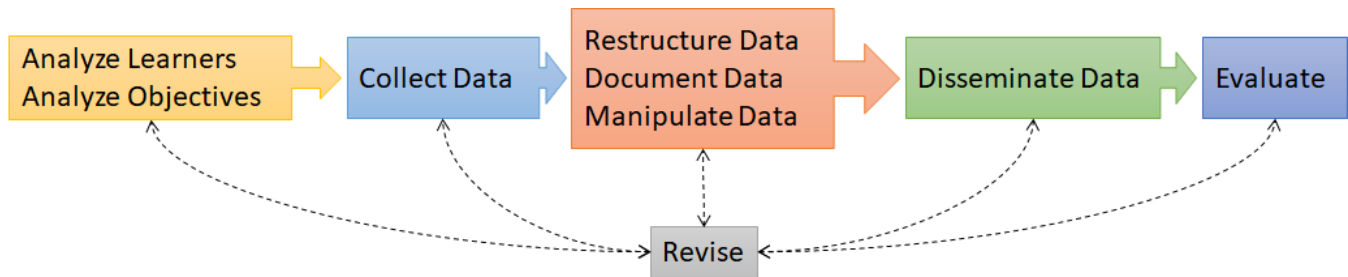 Analyze Learners
Analyze Objectives
Collect Data
Restructure Data
Document Data
Manipulate Data
Disseminate Data
Evaluate
Revise